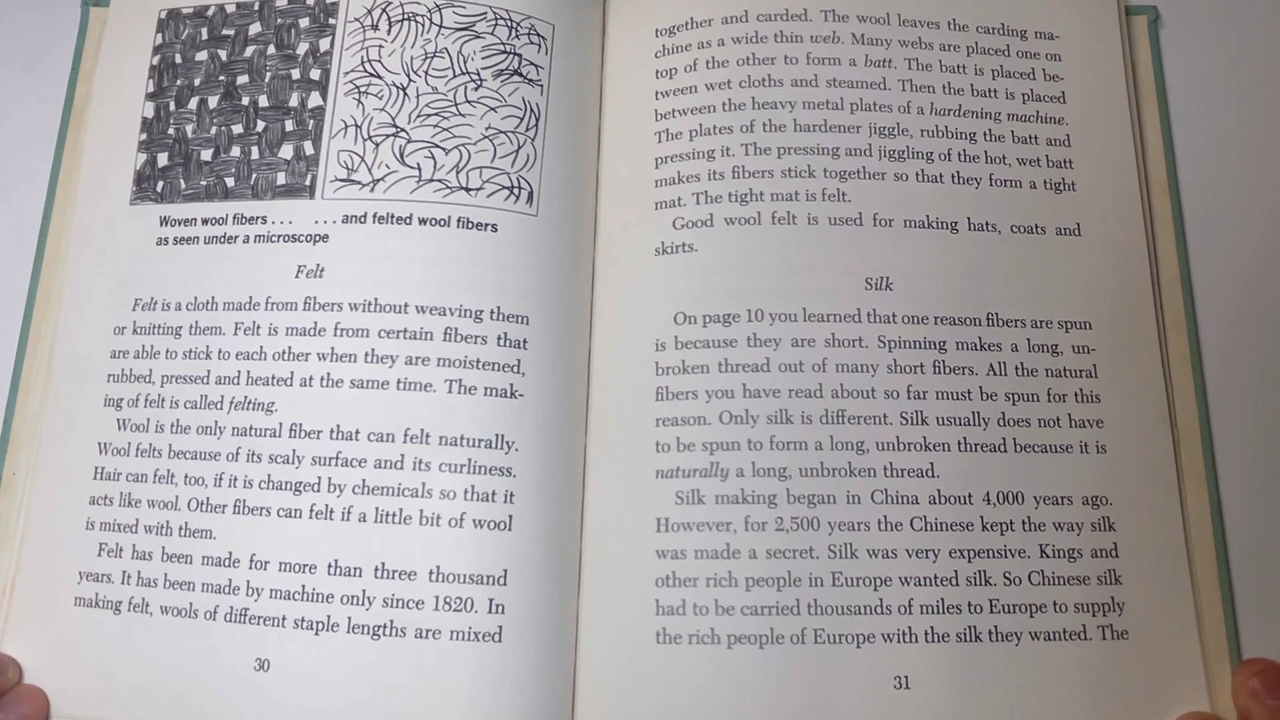 Woven wool fibers . . . . . . and felted wool fibers
as seen under a microscope
Felt
Felt is a cloth made from fibers without weaving them
or knitting them. Felt is made from certain fibers that
are able to stick to each other when they are moistened,
rubbed, pressed and heated at the same time. The mak-
ing of felt is called felting.
Wool is the only natural fiber that can felt naturally.
Wool felts because of its scaly surface and its curliness.
Hair can felt, too, if it is changed by chemicals so that it
acts like wool. Other fibers can felt if a little bit of wool
is mixed with them.
Felt has been made for more than three thousand
years. It has been made by machine only since 1820. In
making felt, wools of different staple lengths are mixed
30
together and carded. The wool leaves the carding ma-
chine as a wide thin web. Many webs are placed one on
top of the other to form a batt. The batt is placed be-
tween wet cloths and steamed. Then the batt is placed
between the heavy metal plates of a hardening machine.
The plates of the hardener jiggle, rubbing the batt and
pressing it. The pressing and jiggling of the hot, wet batt
makes its fibers stick together so that they form a tight
mat. The tight mat is felt.
Good wool felt is used for making hats, coats and
skirts.
Silk
On page 10 you learned that one reason fibers are spun
is because they are short. Spinning makes a long, un-
broken thread out of many short fibers. All the natural
fibers you have read about so far must be spun for this
reason. Only silk is different. Silk usually does not have
to be spun to form a long, unbroken thread because it is
naturally a long, unbroken thread.
Silk making began in China about 4,000 years ago.
However, for 2,500 years the Chinese kept the way silk
was made a secret. Silk was very expensive. Kings and
other rich people in Europe wanted silk. So Chinese silk
had to be carried thousands of miles to Europe to supply
the rich people of Europe with the silk they wanted. The
31